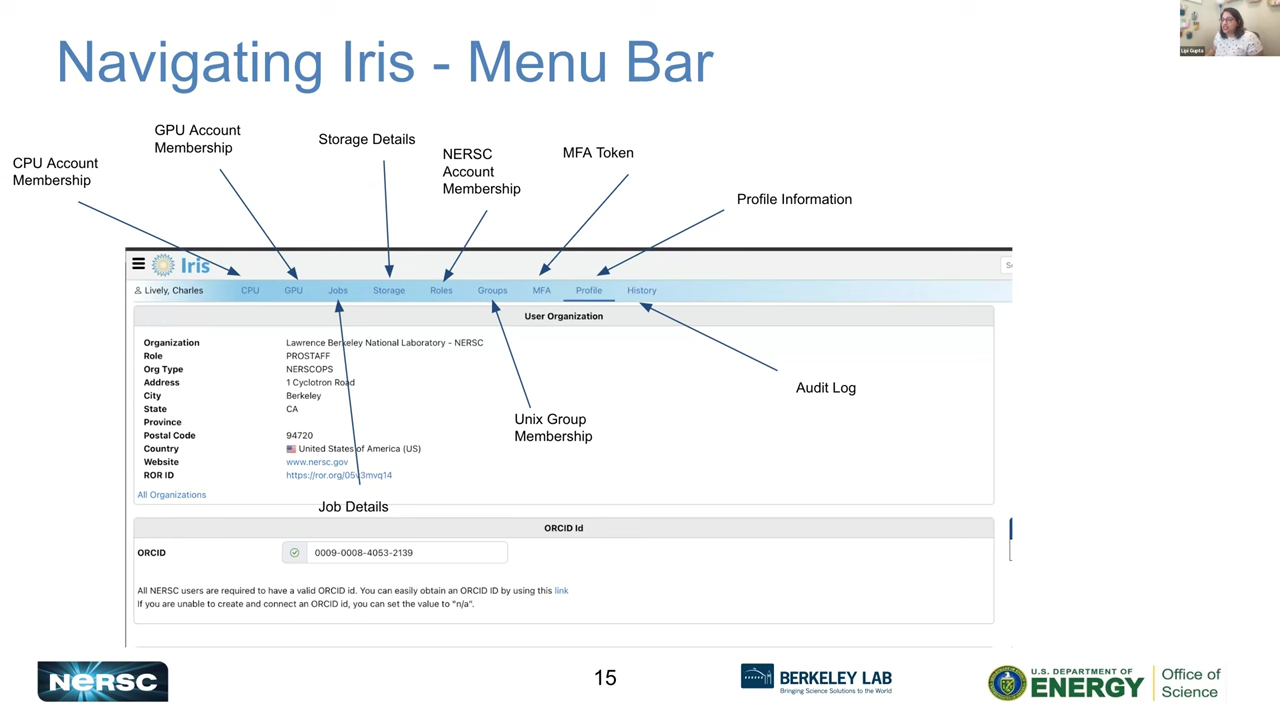 Navigating Iris - Menu Bar
Lipi Gupta
GPU Account
Membership
Storage Details
CPU Account
Membership
NERSC
Account
Membership
MFA Token
Profile Information
Iris
Lively, Charles
CPU
GPU
Jobs
Storage
Roles
Groups
MFA
Profile
History
User Organization
Organization Lawrence Berkeley National Laboratory - NERSC
Role PROSTAFF
Org Type NERSCOPS
Address 1 Cyclotron Road
City Berkeley
State CA
Province
Postal Code 94720
Country United States of America (US)
Website www.nersc.gov
ROR ID https://ror.org/05v3mvq14
All Organizations
Audit Log
Unix Group
Membership
Job Details
ORCID Id
ORCID 0009-0008-4053-2139
All NERSC users are required to have a valid ORCID id. You can easily obtain an ORCID ID by using this link
If you are unable to create and connect an ORCID id, you can set the value to "n/a".
NERSC
15
BERKELEY LAB
Bringing Science Solutions to the World
U.S. DEPARTMENT OF
ENERGY
Office of
Science